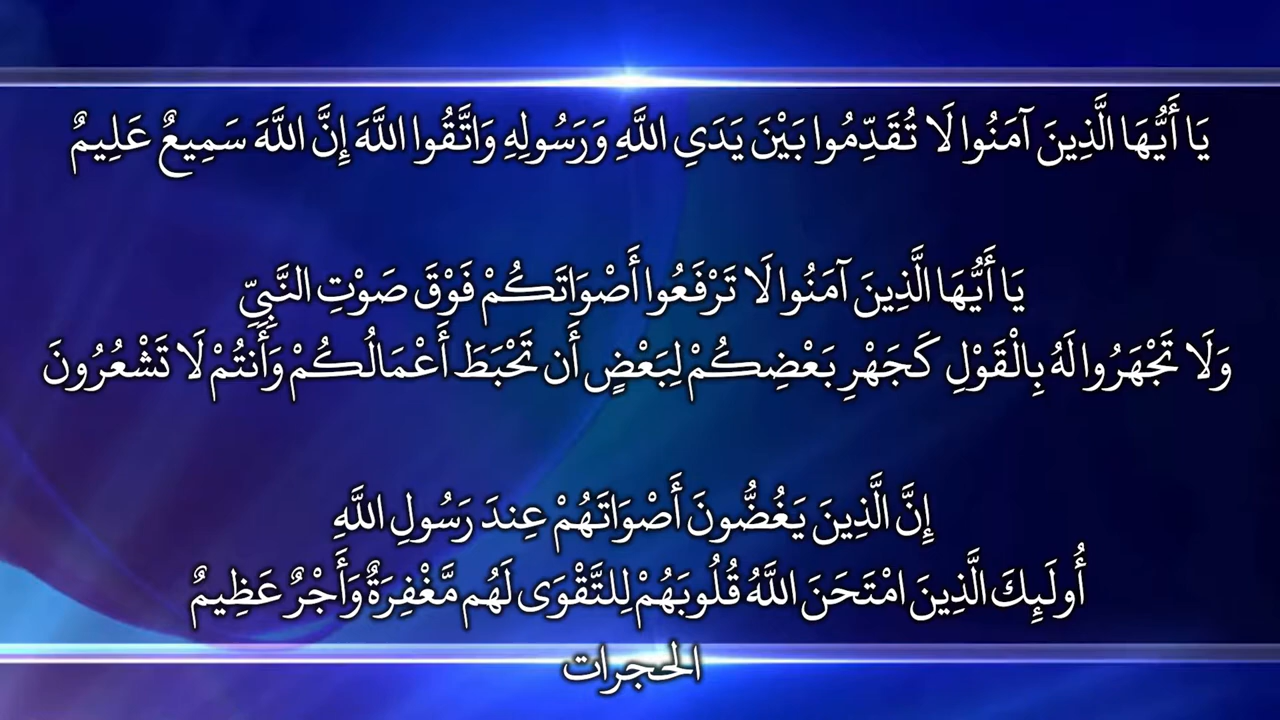 يَا أَيُّهَا الَّذِينَ آمَنُوا لَا تُقَدِّمُوا بَيْنَ يَدَيِ اللَّهِ وَرَسُولِهِ وَاتَّقُوا اللَّهَ إِنَّ اللَّهَ سَمِيعٌ عَلِيمٌ
يَا أَيُّهَا الَّذِينَ آمَنُوا لَا تَرْفَعُوا أَصْوَاتَكُمْ فَوْقَ صَوْتِ النَّبِيِّ
وَلَا تَجْهَرُوا لَهُ بِالْقَوْلِ كَجَهْرِ بَعْضِكُمْ لِبَعْضٍ أَن تَحْبَطَ أَعْمَالُكُمْ وَأَنتُمْ لَا تَشْعُرُونَ
إِنَّ الَّذِينَ يَغُضُّونَ أَصْوَاتَهُمْ عِندَ رَسُولِ اللَّهِ
أُولَئِكَ الَّذِينَ امْتَحَنَ اللَّهُ قُلُوبَهُمْ لِلتَّقْوَى لَهُم مَّغْفِرَةٌ وَأَجْرٌ عَظِيمٌ
الحجرات